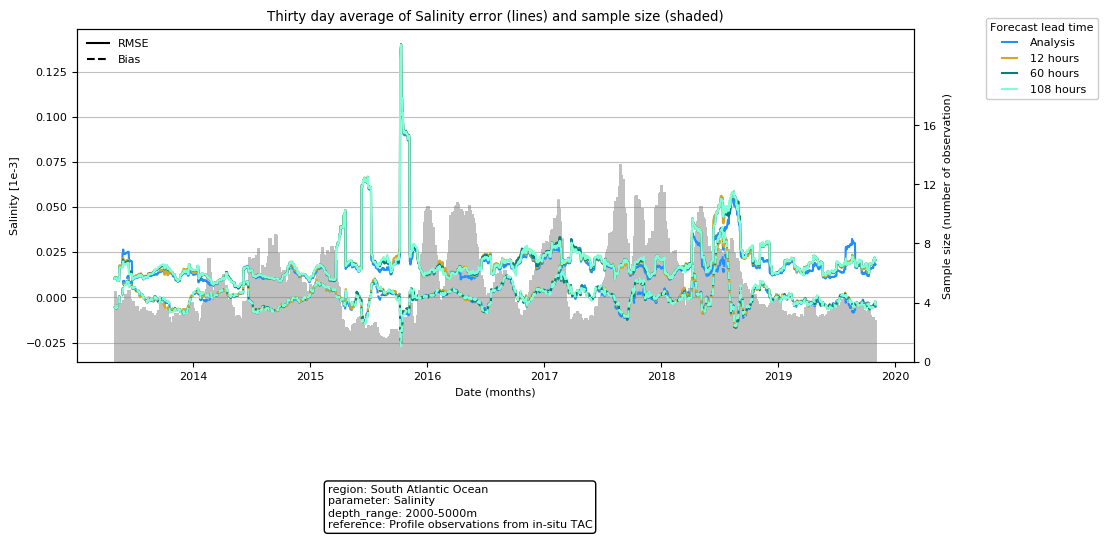 Thirty day average of Salinity error (lines) and sample size (shaded)
RMSE
Bias
Forecast lead time
Analysis
12 hours
60 hours
108 hours
Salinity [1e-3]
0.125
0.100
0.075
0.050
0.025
0.000
−0.025
16
12
8
4
0
Sample size (number of observation)
2014 2015 2016 2017 2018 2019 2020
Date (months)
region: South Atlantic Ocean
parameter: Salinity
depth_range: 2000-5000m
reference: Profile observations from in-situ TAC